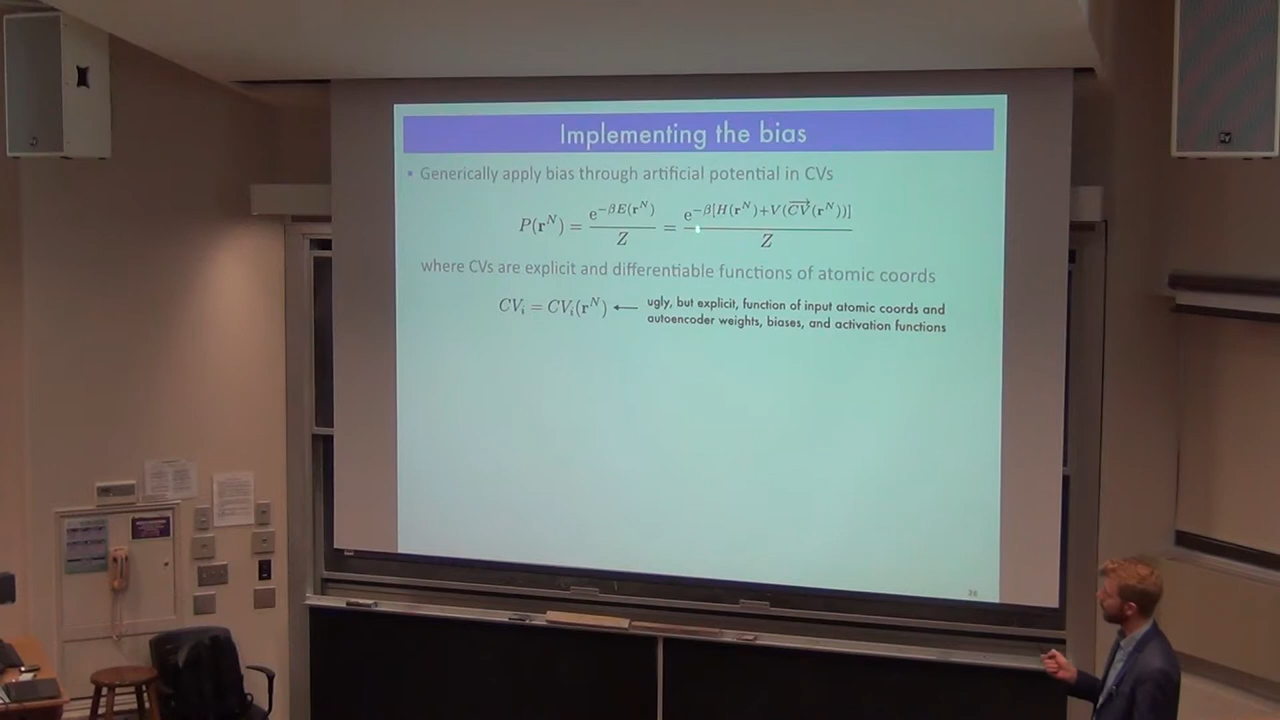 Implementing the bias
• Generically apply bias through artificial potential in CVs
P(r^N) = e^{-βE(r^N)} / Z = e^{-β[H(r^N)+V(\overrightarrow{CV}(r^N))]} / Z
where CVs are explicit and differentiable functions of atomic coords
CV_i = CV_i(r^N) ← ugly, but explicit, function of input atomic coords and
autoencoder weights, biases, and activation functions
26